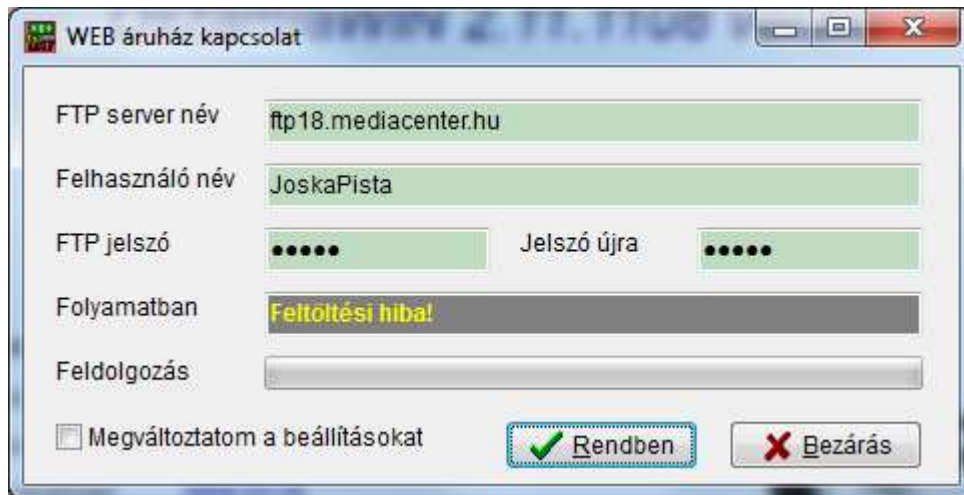 WEB áruház kapcsolat
FTP server név ftp18.mediacenter.hu
Felhasználó név JoskaPista
FTP jelszó ••••• Jelszó újra •••••
Folyamatban Feltöltési hiba!
Feldolgozás
Megváltoztatom a beállításokat Rendben Bezárás